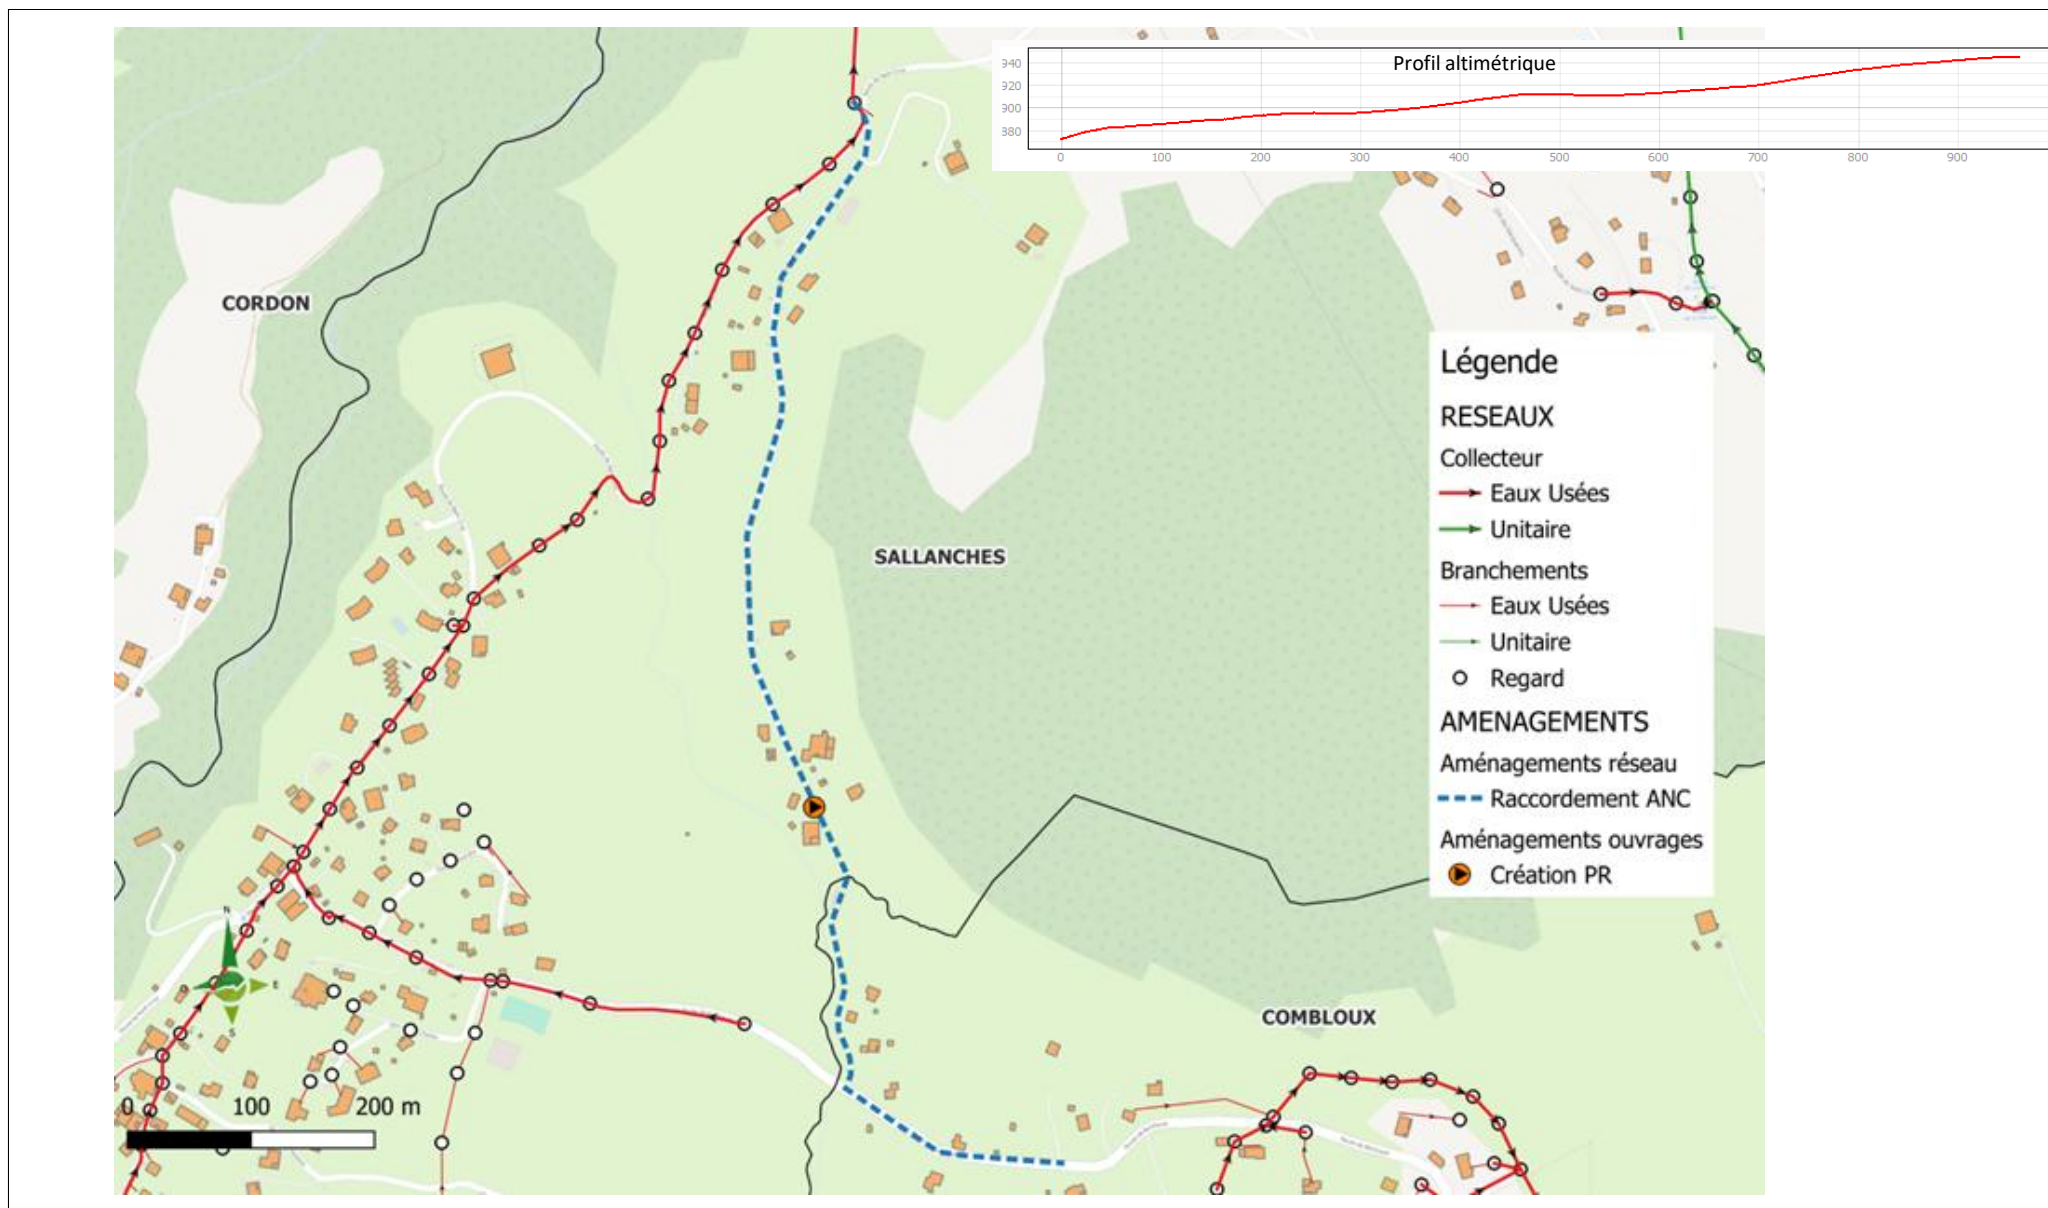 Profil altimétrique
940
920
900
880
0 100 200 300 400 500 600 700 800 900
CORDON
SALLANCHES
COMBLOUX
Légende
RESEAUX
Collecteur
Eaux Usées
Unitaire
Branchements
Eaux Usées
Unitaire
Regard
AMENAGEMENTS
Aménagements réseau
Raccordement ANC
Aménagements ouvrages
Création PR
N
E
S
0 100 200 m